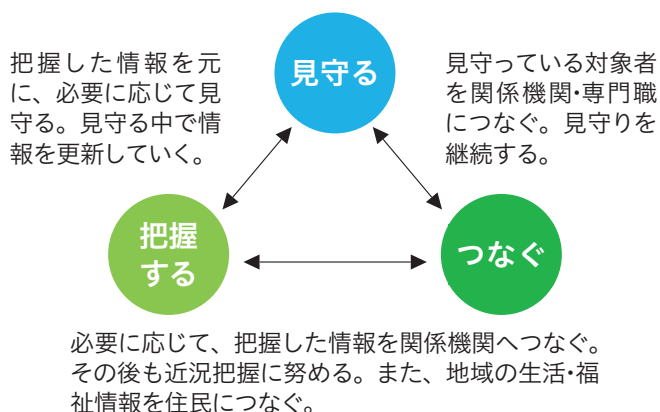 把握した情報を元
に、必要に応じて見
守る。見守る中で情
報を更新していく。
見守る
見守っている対象者
を関係機関・専門職
につなぐ。見守りを
継続する。
把握
する
つなぐ
必要に応じて、把握した情報を関係機関へつなぐ。
その後も近況把握に努める。また、地域の生活・福
祉情報を住民につなぐ。